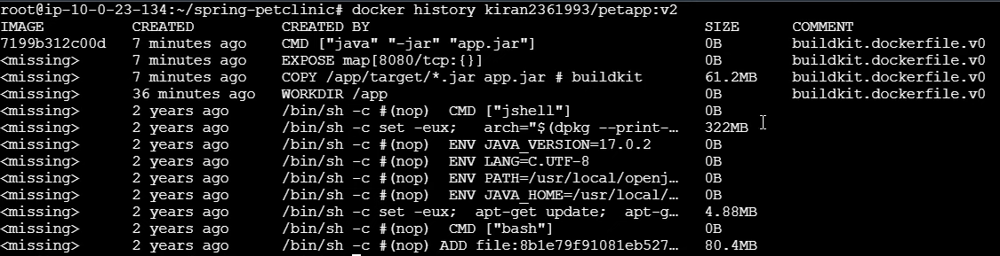 root@ip-10-0-23-134:~/spring-petclinic# docker history kiran2361993/petapp:v2
IMAGE CREATED CREATED BY SIZE COMMENT
7199b312c00d 7 minutes ago CMD ["java" "-jar" "app.jar"] 0B buildkit.dockerfile.v0
<missing> 7 minutes ago EXPOSE map[8080/tcp:{}] 0B buildkit.dockerfile.v0
<missing> 7 minutes ago COPY /app/target/*.jar app.jar # buildkit 61.2MB buildkit.dockerfile.v0
<missing> 36 minutes ago WORKDIR /app 0B buildkit.dockerfile.v0
<missing> 2 years ago /bin/sh -c #(nop) CMD ["jshell"] 0B
<missing> 2 years ago /bin/sh -c set -eux; arch="$(dpkg --print-… 322MB
<missing> 2 years ago /bin/sh -c #(nop) ENV JAVA_VERSION=17.0.2 0B
<missing> 2 years ago /bin/sh -c #(nop) ENV LANG=C.UTF-8 0B
<missing> 2 years ago /bin/sh -c #(nop) ENV PATH=/usr/local/openj… 0B
<missing> 2 years ago /bin/sh -c #(nop) ENV JAVA_HOME=/usr/local/… 0B
<missing> 2 years ago /bin/sh -c set -eux; apt-get update; apt-g… 4.88MB
<missing> 2 years ago /bin/sh -c #(nop) CMD ["bash"] 0B
<missing> 2 years ago /bin/sh -c #(nop) ADD file:8b1e79f91081eb527… 80.4MB